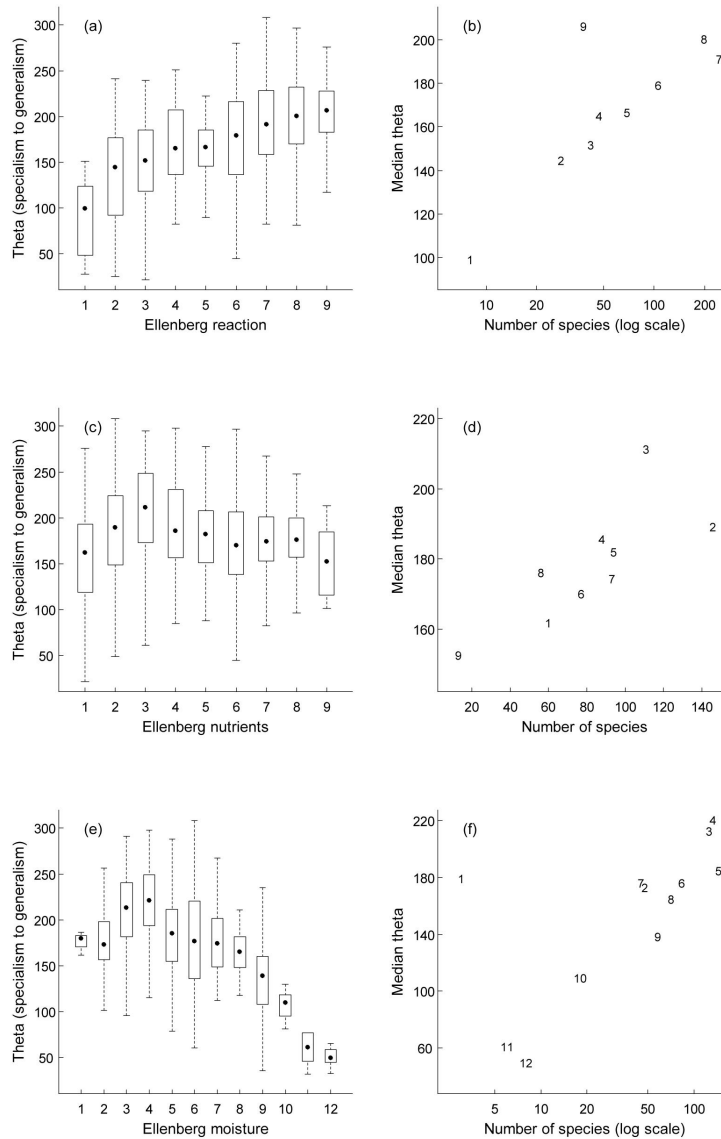 (a)
Theta (specialism to generalism)
300
250
200
150
100
50
1 2 3 4 5 6 7 8 9
Ellenberg reaction
(b)
Median theta
200
180
160
140
120
100
6
8
7
6
4
5
3
2
1
10 20 50 100 200
Number of species (log scale)
(c)
Theta (specialism to generalism)
300
250
200
150
100
50
1 2 3 4 5 6 7 8 9
Ellenberg nutrients
(d)
Median theta
220
200
180
160
3
2
4
5
8
7
6
1
9
20 40 60 80 100 120 140
Number of species
(e)
Theta (specialism to generalism)
300
250
200
150
100
50
1 2 3 4 5 6 7 8 9 10 12
Ellenberg moisture
(f)
Median theta
220
180
140
100
60
4
3
5
1
7
2
6
8
9
10
11
12
5 10 50 100
Number of species (log scale)